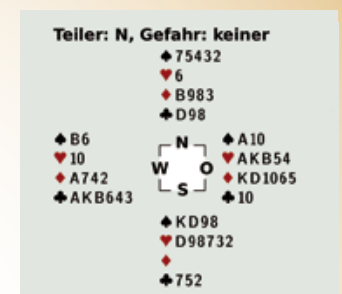 Teiler: N, Gefahr: keiner
♠75432
♥6
♦B983
♣D98
♠B6
♥10
♦A742
♣AKB643
N
W O
S
♠A10
♥AKB54
♦KD1065
♣10
♠KD98
♥D98732
♦
♣752